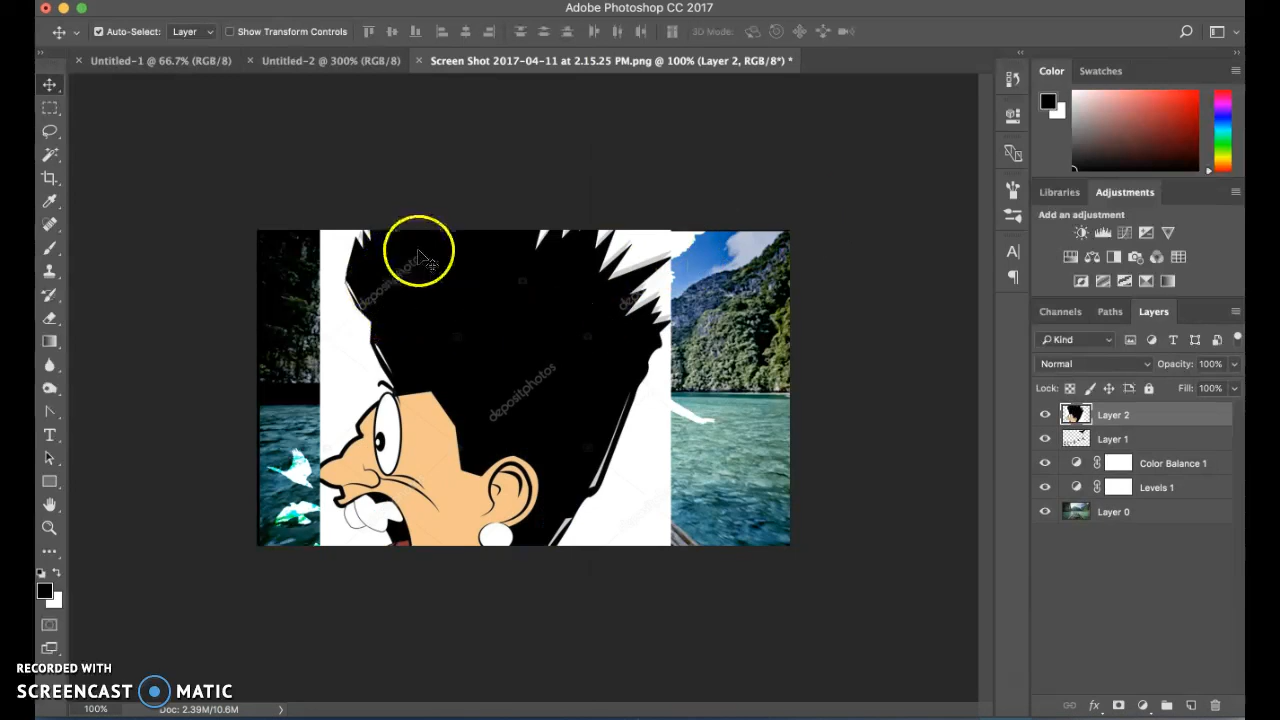 Adobe Photoshop CC 2017
Auto-Select: Layer Show Transform Controls 3D Mode:
Untitled-1 @ 66.7% (RGB/8) Untitled-2 @ 300% (RGB/8) Screen Shot 2017-04-11 at 2.15.25 PM.png @ 100% (Layer 2, RGB/8*) *
Color Swatches
Libraries Adjustments
Add an adjustment
Channels Paths Layers
Kind
Normal Opacity: 100%
Lock: Fill: 100%
Layer 2
Layer 1
Color Balance 1
Levels 1
Layer 0
depositphotos
RECORDED WITH
SCREENCAST MATIC
100% Doc: 2.39M/10.6M